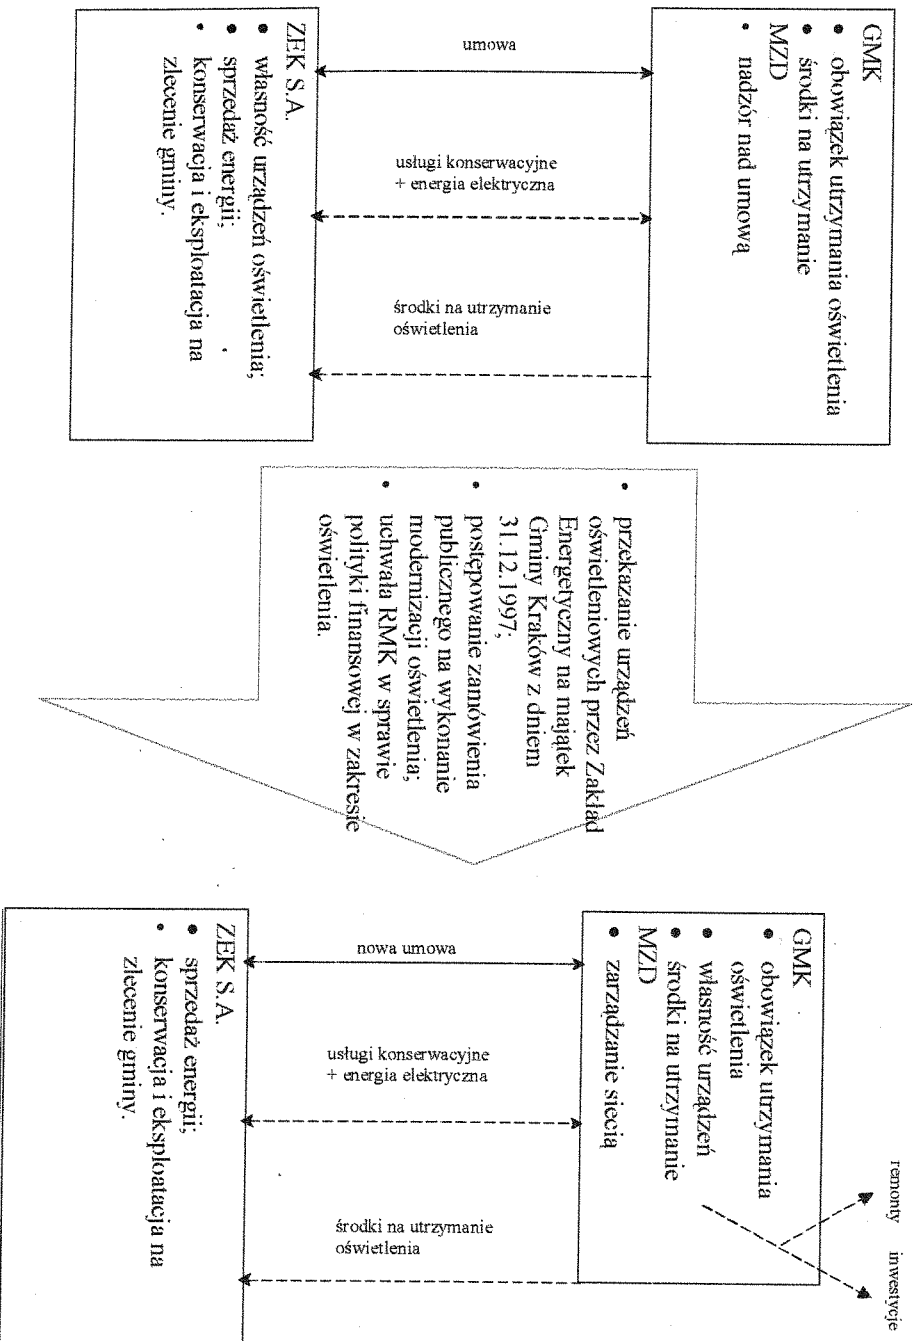 GMK
• obowiązek utrzymania oświetlenia
• środki na utrzymanie
MZD
• nadzór nad umową
umowa
usługi konserwacyjne
+ energia elektryczna
środki na utrzymanie
oświetlenia
ZEK S.A.
• własność urządzeń oświetlenia;
• sprzedaż energii;
• konserwacja i eksploatacja na
zlecenie gminy.
• przekazanie urządzeń
oświetleniowych przez Zakład
Energetyczny na majątek
Gminy Kraków z dniem
31.12.1997;
• postępowanie zamówienia
publicznego na wykonanie
modernizacji oświetlenia;
• uchwała RMK w sprawie
polityki finansowej w zakresie
oświetlenia.
remonty inwestycje
GMK
• obowiązek utrzymania
oświetlenia
• własność urządzeń
• środki na utrzymanie
MZD
• zarządzanie siecią
nowa umowa
usługi konserwacyjne
+ energia elektryczna
środki na utrzymanie
oświetlenia
ZEK S.A.
• sprzedaż energii;
• konserwacja i eksploatacja na
zlecenie gminy.